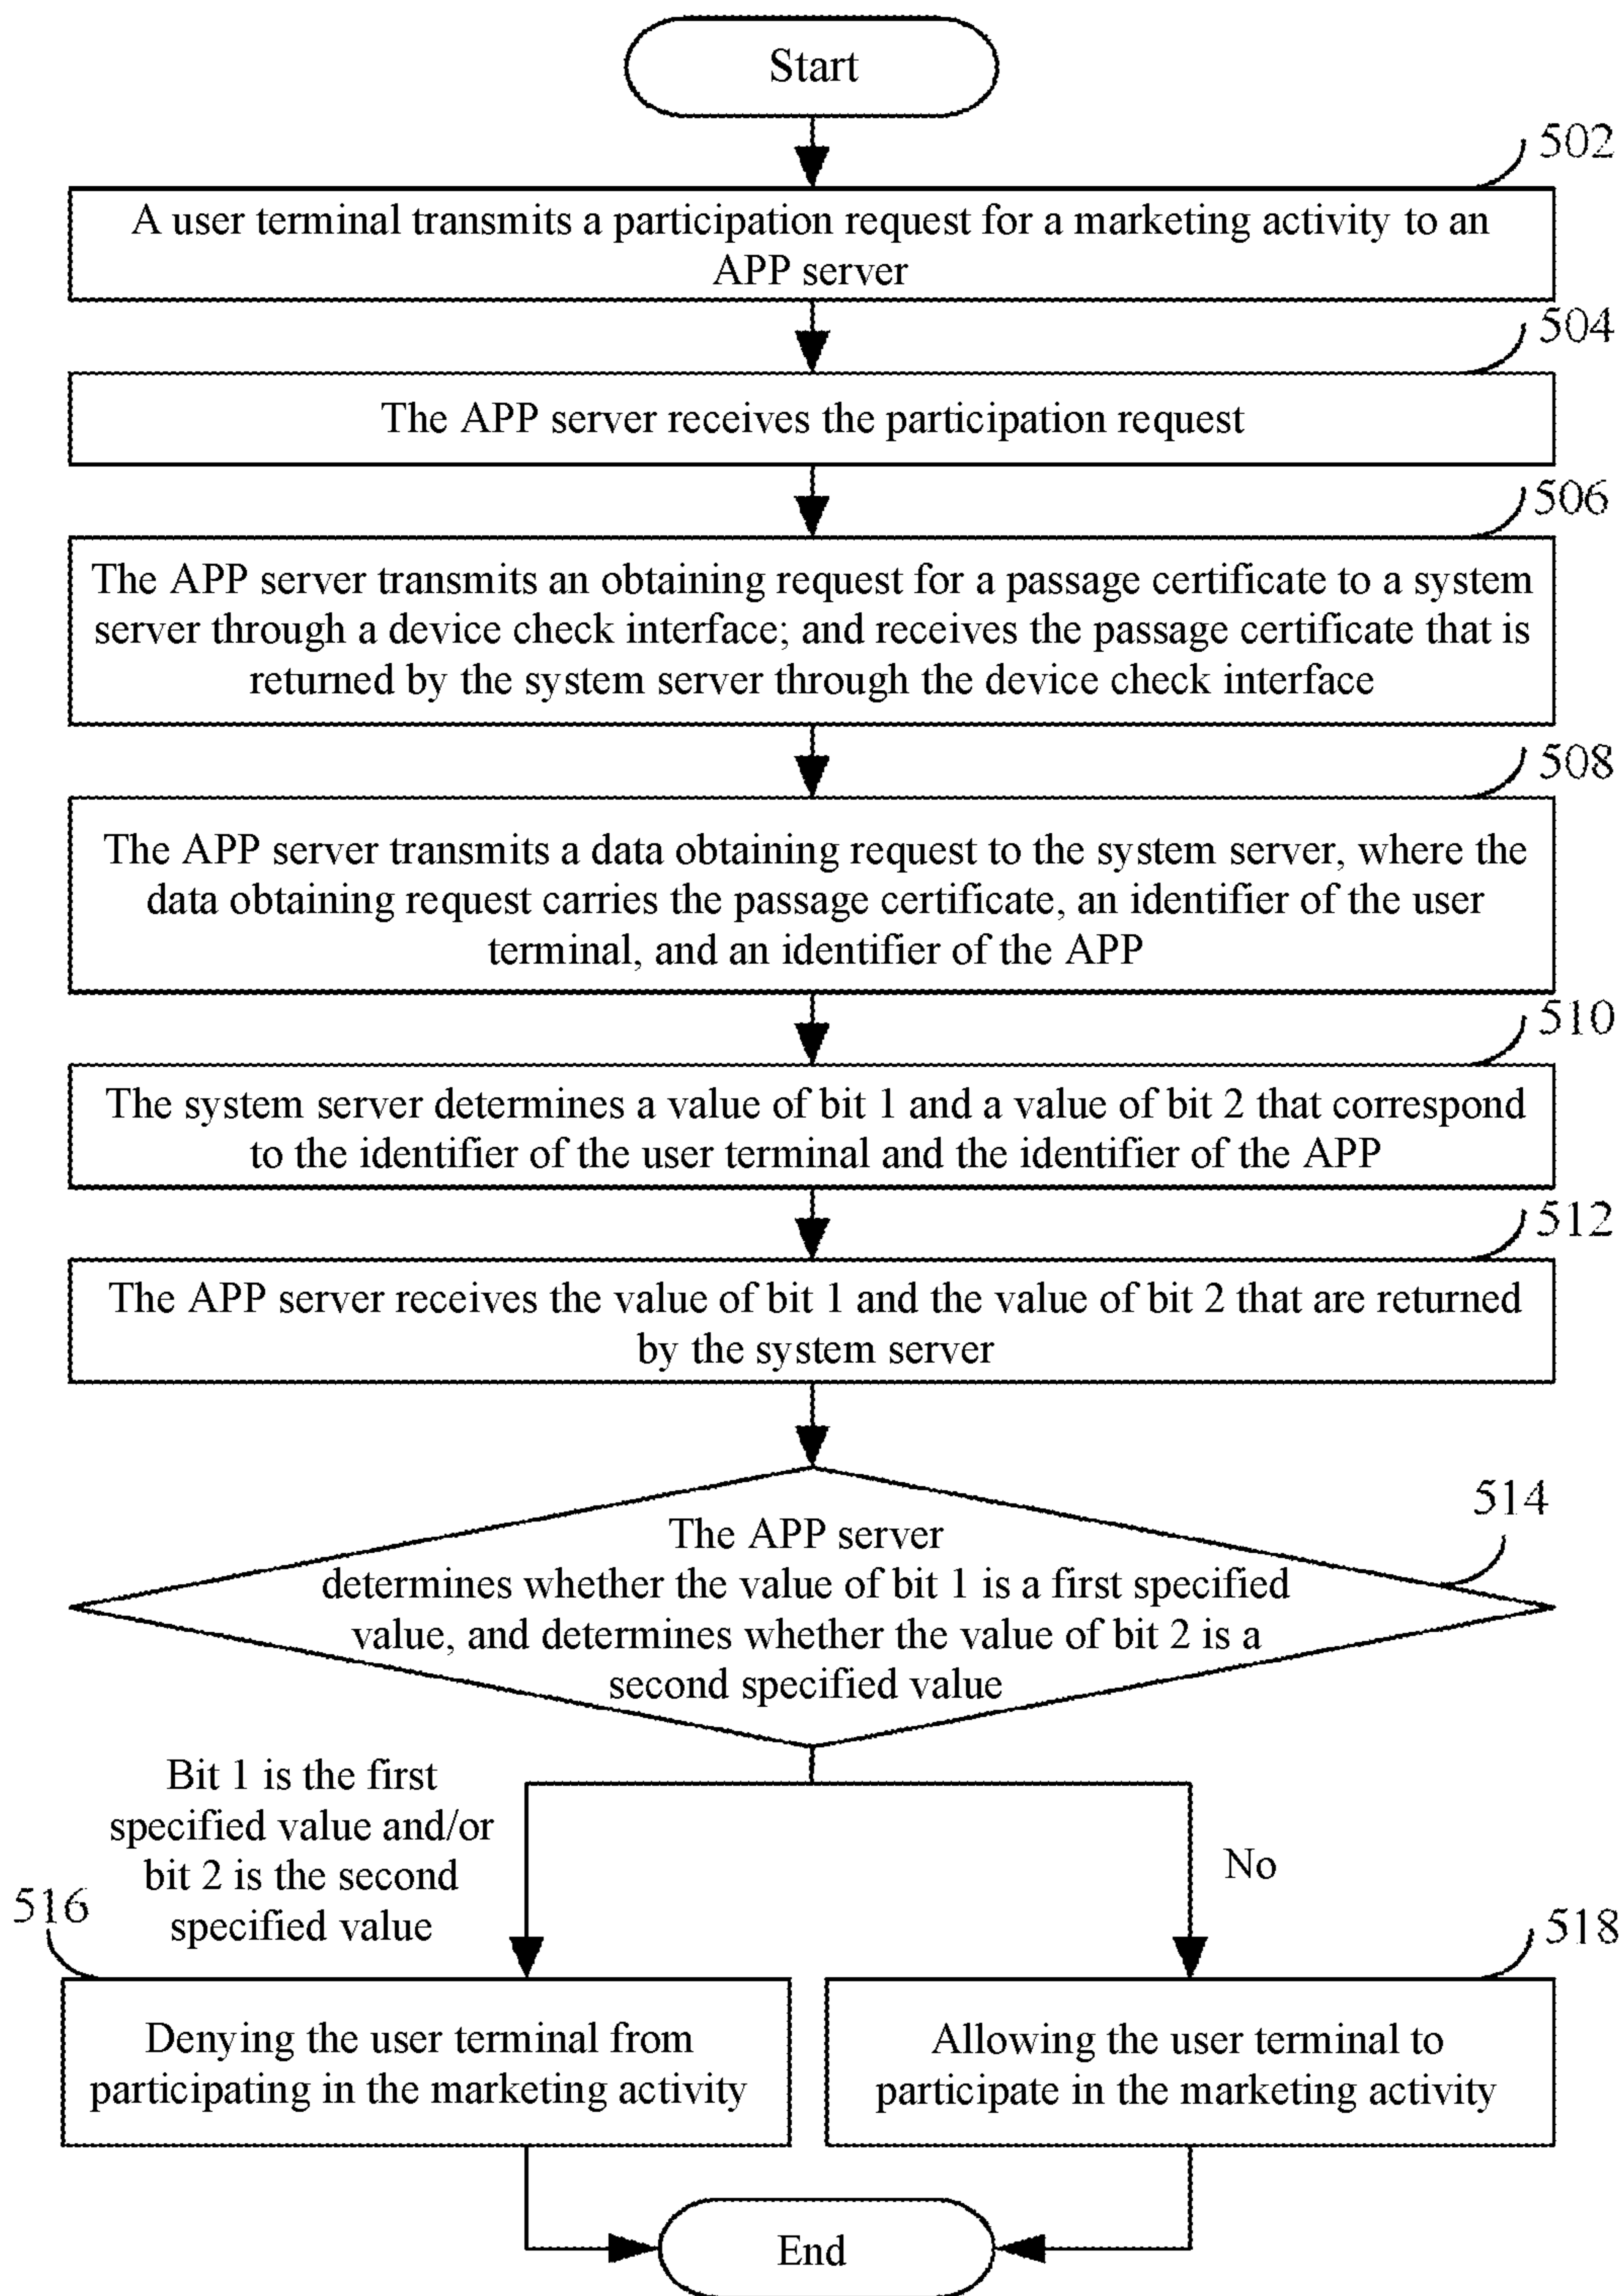 Start
502
A user terminal transmits a participation request for a marketing activity to an
APP server
504
The APP server receives the participation request
506
The APP server transmits an obtaining request for a passage certificate to a system
server through a device check interface; and receives the passage certificate that is
returned by the system server through the device check interface
508
The APP server transmits a data obtaining request to the system server, where the
data obtaining request carries the passage certificate, an identifier of the user
terminal, and an identifier of the APP
510
The system server determines a value of bit 1 and a value of bit 2 that correspond
to the identifier of the user terminal and the identifier of the APP
512
The APP server receives the value of bit 1 and the value of bit 2 that are returned
by the system server
514
The APP server
determines whether the value of bit 1 is a first specified
value, and determines whether the value of bit 2 is a
second specified value
Bit 1 is the first
specified value and/or
bit 2 is the second
specified value
No
516
518
Denying the user terminal from
participating in the marketing activity
Allowing the user terminal to
participate in the marketing activity
End